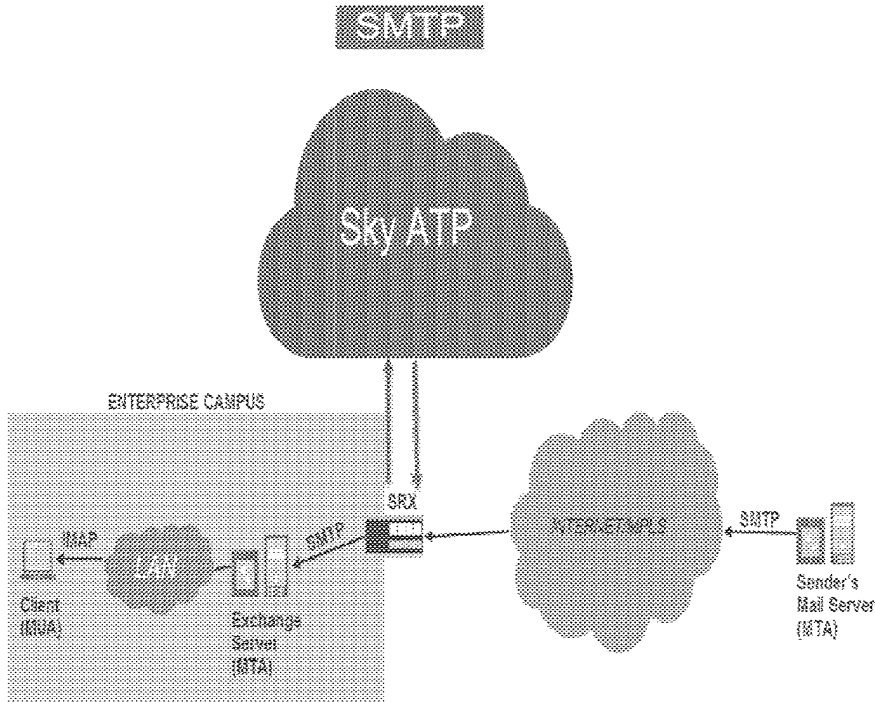 SMTP
Sky ATP
ENTERPRISE CAMPUS
SRX
INTERNET/MPLS
SMTP
SMTP
IMAP
LAN
Client
(MUA)
Exchange
Server
(MTA)
Sender's
Mail Server
(MTA)